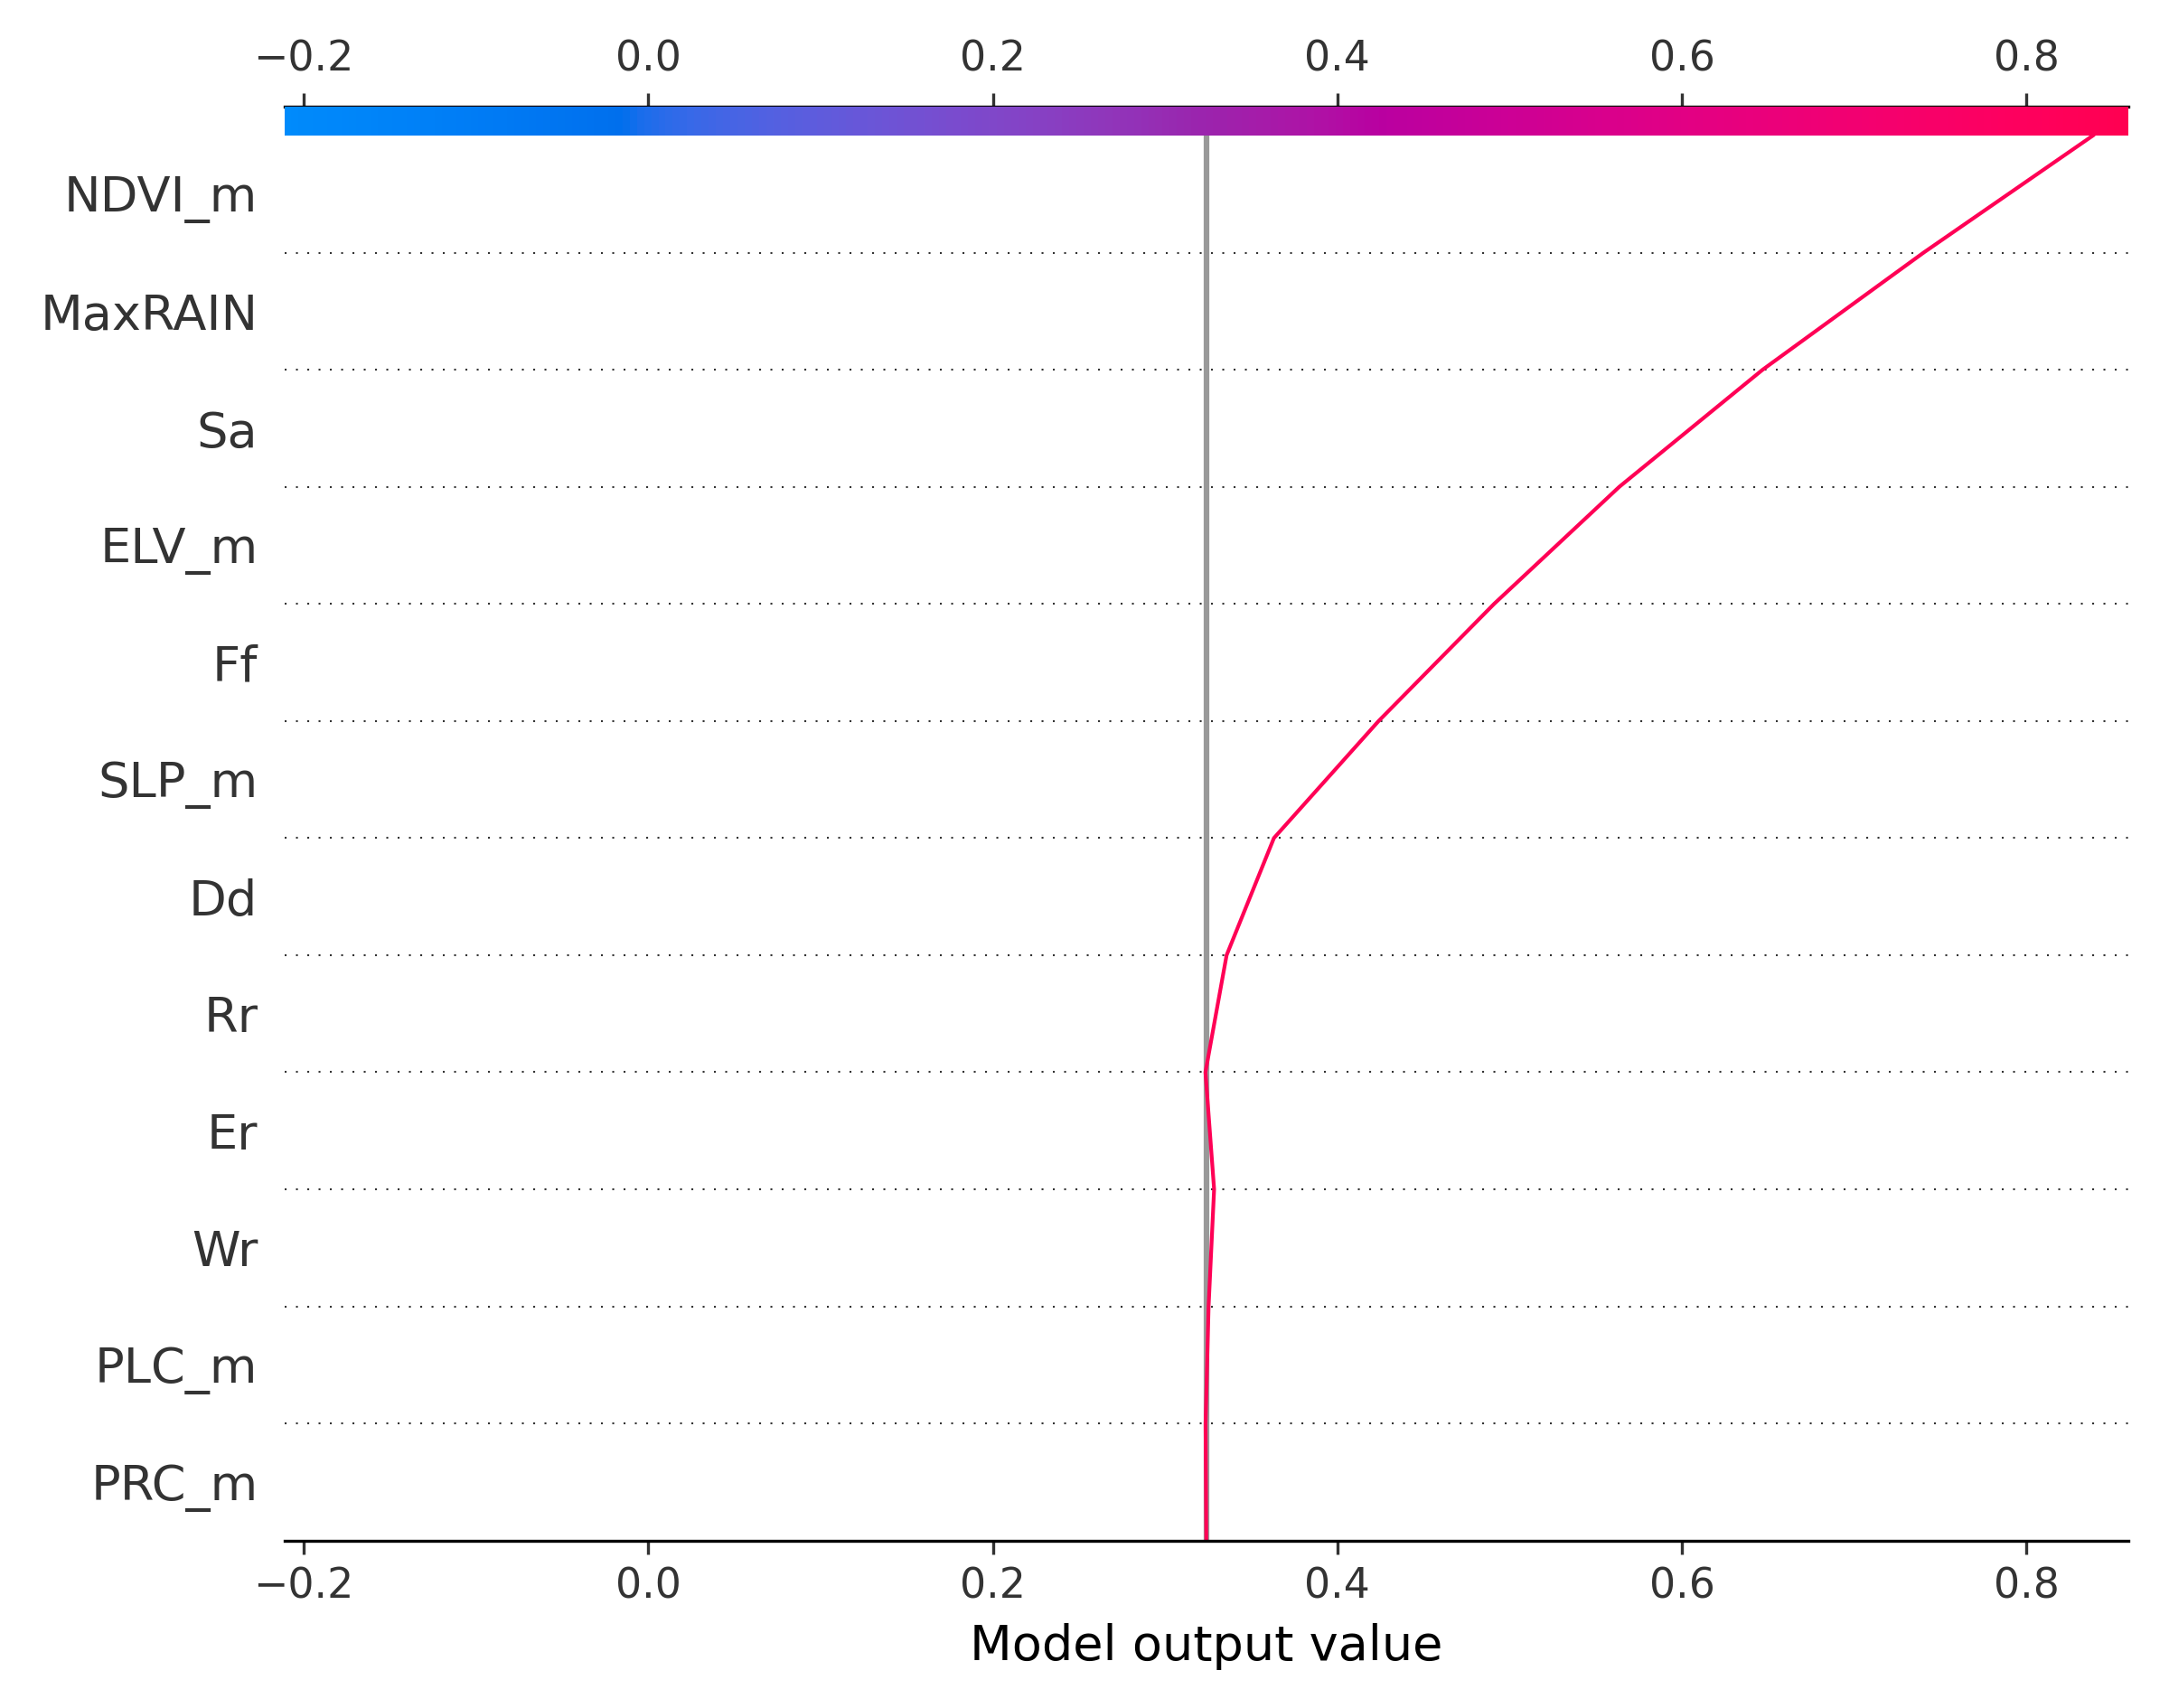 −0.2 0.0 0.2 0.4 0.6 0.8
NDVI_m
MaxRAIN
Sa
ELV_m
Ff
SLP_m
Dd
Rr
Er
Wr
PLC_m
PRC_m
−0.2 0.0 0.2 0.4 0.6 0.8
Model output value